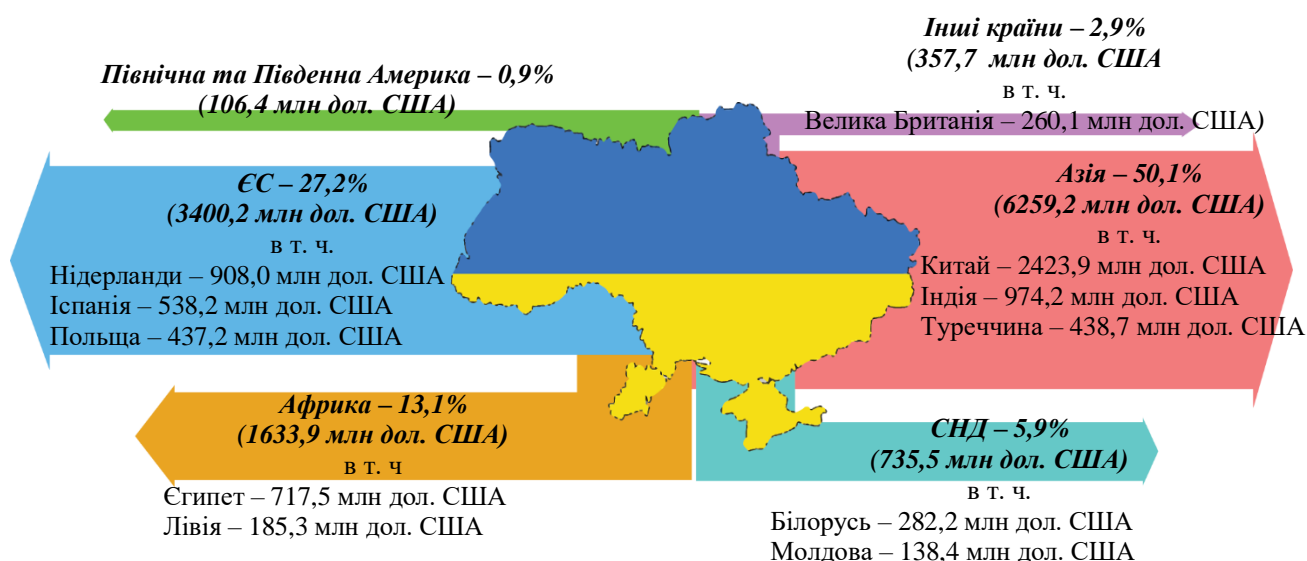 Північна та Південна Америка – 0,9%
(106,4 млн дол. США)
Інші країни – 2,9%
(357,7 млн дол. США
в т. ч.
Велика Британія – 260,1 млн дол. США)
ЄС – 27,2%
(3400,2 млн дол. США)
в т. ч.
Нідерланди – 908,0 млн дол. США
Іспанія – 538,2 млн дол. США
Польща – 437,2 млн дол. США
Азія – 50,1%
(6259,2 млн дол. США)
в т. ч.
Китай – 2423,9 млн дол. США
Індія – 974,2 млн дол. США
Туреччина – 438,7 млн дол. США
Африка – 13,1%
(1633,9 млн дол. США)
в т. ч
Єгипет – 717,5 млн дол. США
Лівія – 185,3 млн дол. США
СНД – 5,9%
(735,5 млн дол. США)
в т. ч.
Білорусь – 282,2 млн дол. США
Молдова – 138,4 млн дол. США